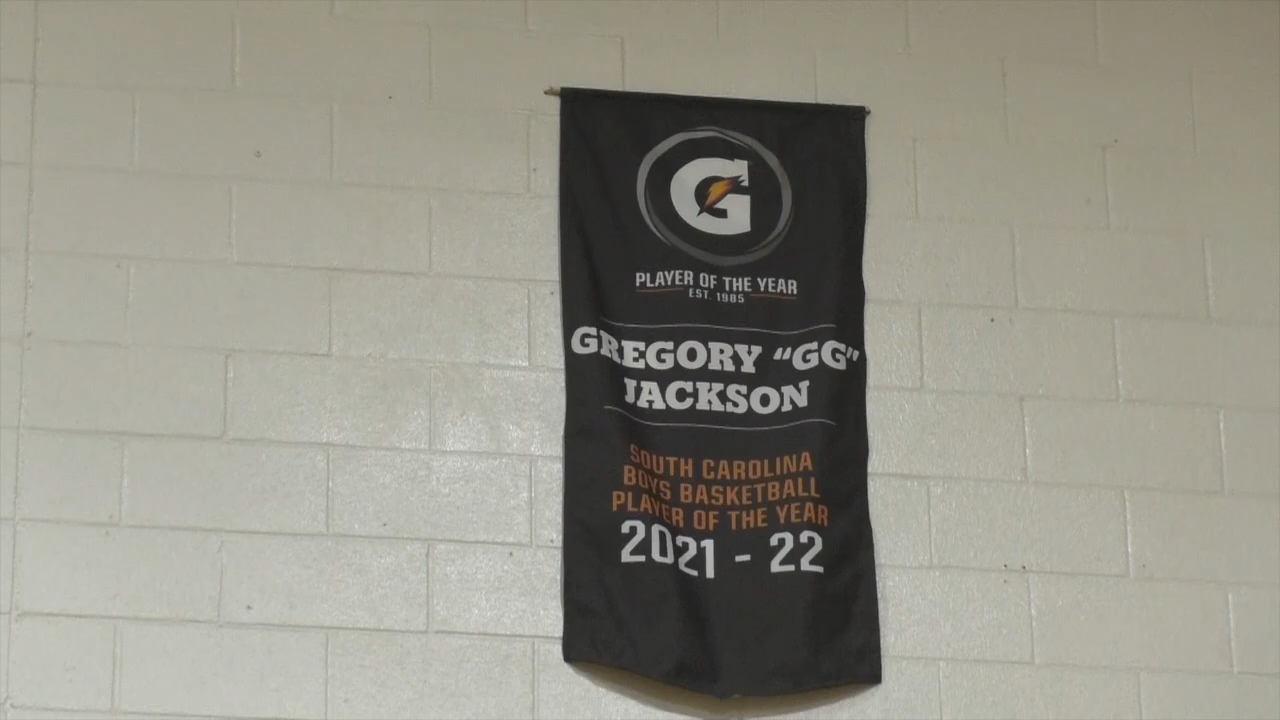 G
PLAYER OF THE YEAR
EST. 1985
GREGORY “GG”
JACKSON
SOUTH CAROLINA
BOYS BASKETBALL
PLAYER OF THE YEAR
2021 - 22